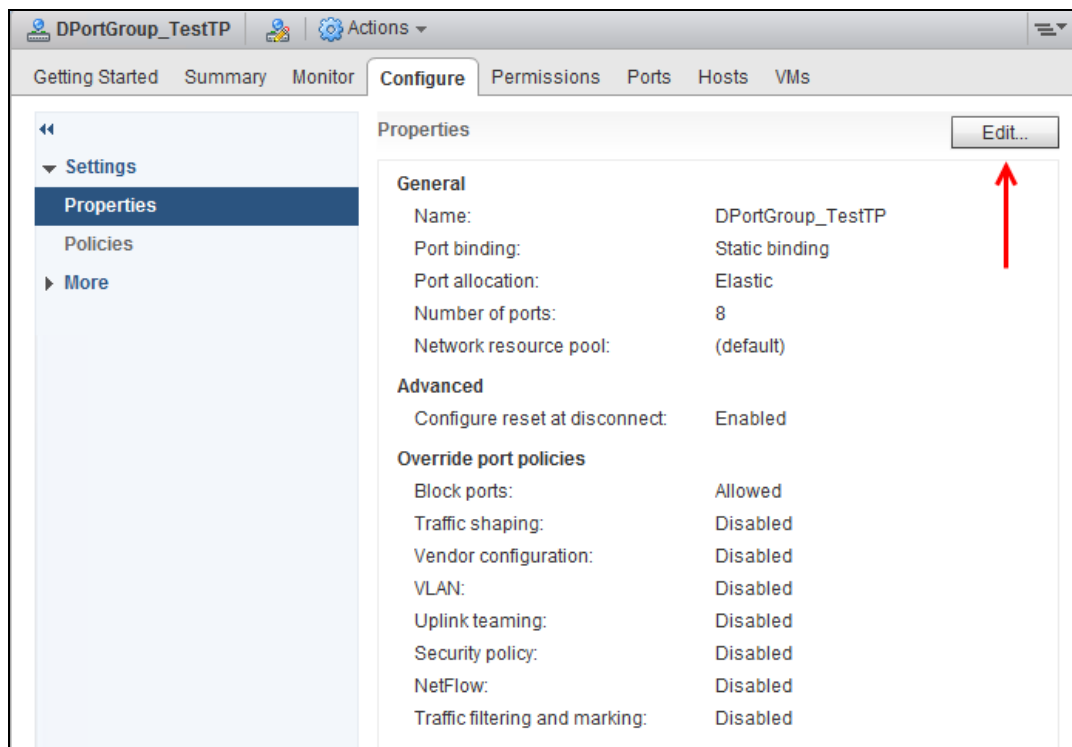 DPortGroup_TestTP Actions
Getting Started Summary Monitor Configure Permissions Ports Hosts VMs
Settings
Properties
Policies
More
Properties Edit...
General
Name: DPortGroup_TestTP
Port binding: Static binding
Port allocation: Elastic
Number of ports: 8
Network resource pool: (default)
Advanced
Configure reset at disconnect: Enabled
Override port policies
Block ports: Allowed
Traffic shaping: Disabled
Vendor configuration: Disabled
VLAN: Disabled
Uplink teaming: Disabled
Security policy: Disabled
NetFlow: Disabled
Traffic filtering and marking: Disabled